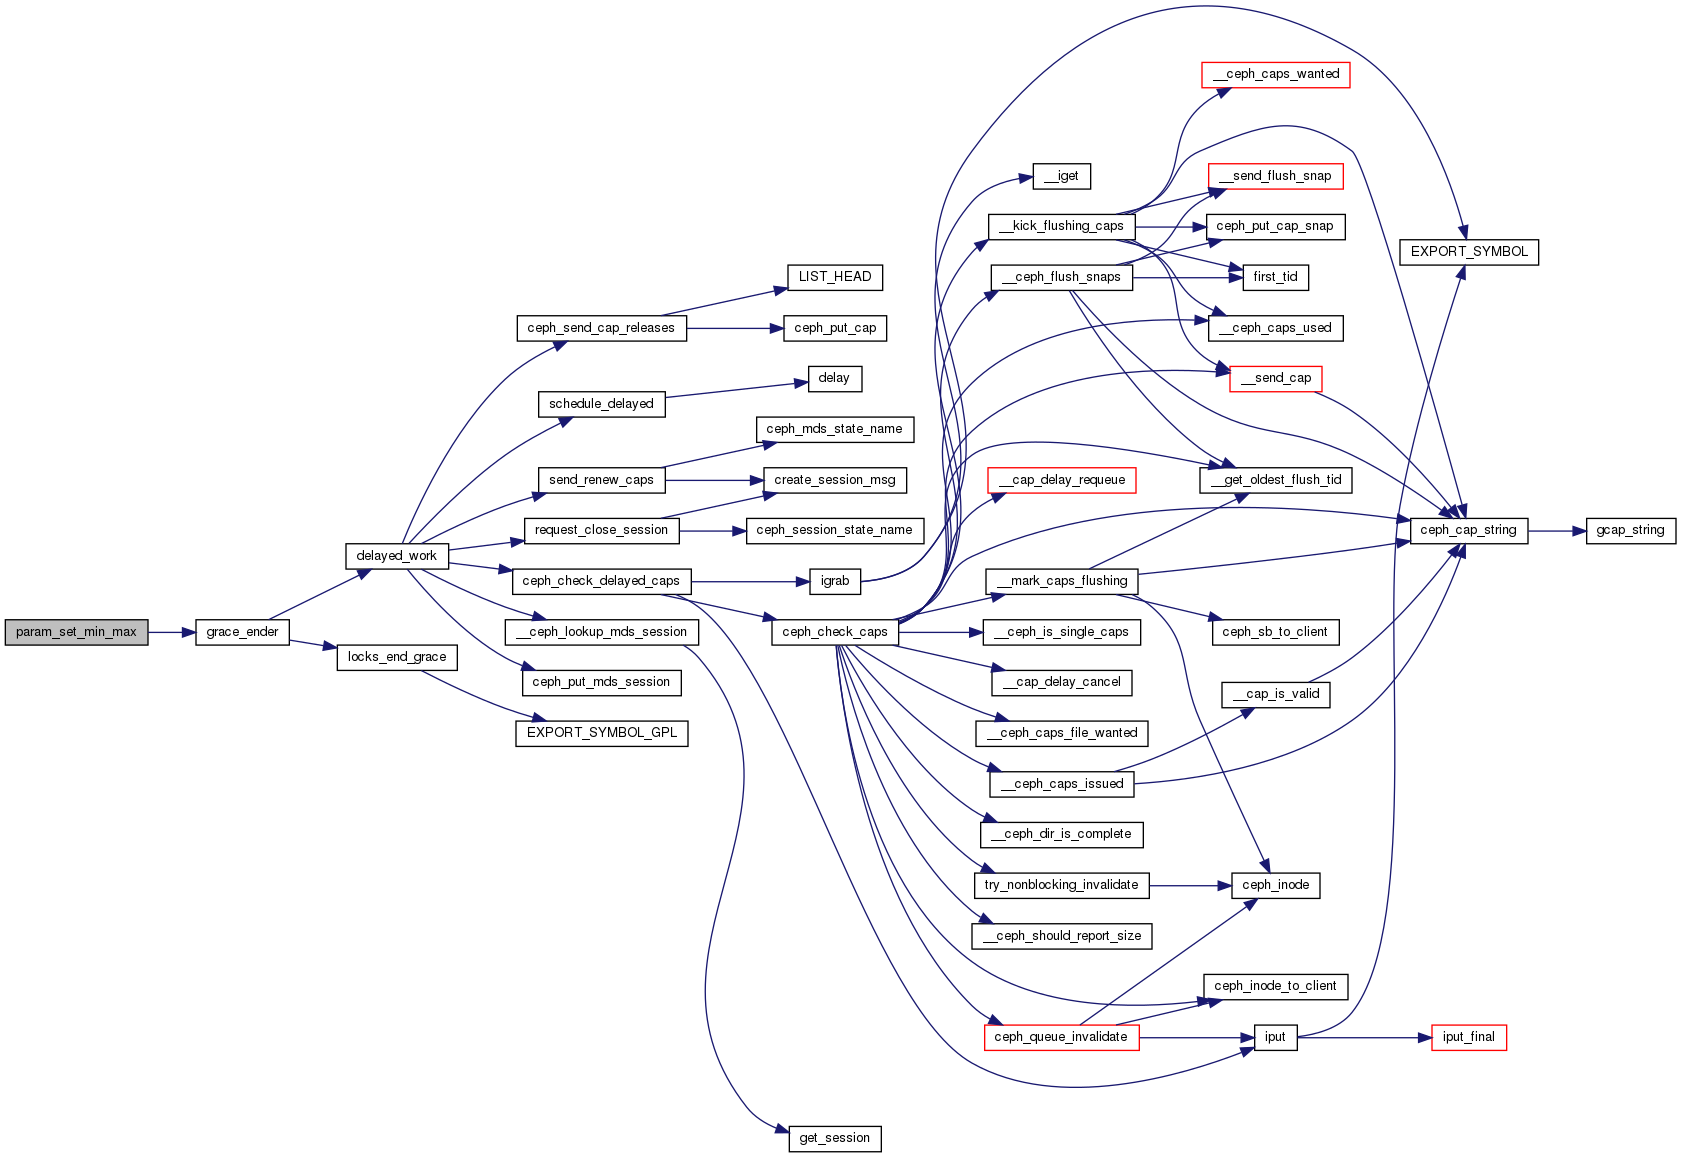 param_set_min_max
grace_ender
delayed_work
locks_end_grace
ceph_send_cap_releases
schedule_delayed
send_renew_caps
request_close_session
ceph_check_delayed_caps
__ceph_lookup_mds_session
ceph_put_mds_session
EXPORT_SYMBOL_GPL
LIST_HEAD
ceph_put_cap
delay
ceph_mds_state_name
create_session_msg
ceph_session_state_name
igrab
ceph_check_caps
get_session
__iget
__kick_flushing_caps
__ceph_flush_snaps
__cap_delay_requeue
__mark_caps_flushing
__ceph_is_single_caps
__cap_delay_cancel
__ceph_caps_file_wanted
__ceph_caps_issued
__ceph_dir_is_complete
try_nonblocking_invalidate
__ceph_should_report_size
ceph_queue_invalidate
__ceph_caps_wanted
__send_flush_snap
ceph_put_cap_snap
first_tid
__ceph_caps_used
__send_cap
__get_oldest_flush_tid
ceph_sb_to_client
__cap_is_valid
ceph_inode
ceph_inode_to_client
iput
EXPORT_SYMBOL
ceph_cap_string
iput_final
gcap_string